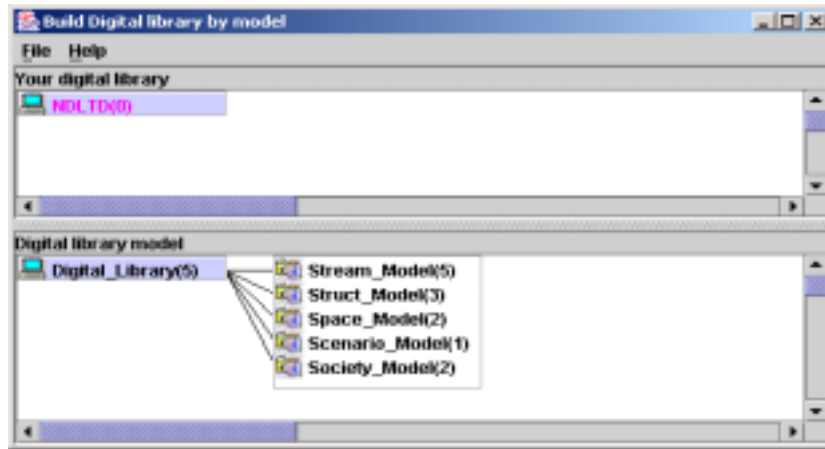 Build Digital library by model
File Help
Your digital library
NDLTD(0)
Digital library model
Digital_Library(5)
Stream_Model(5)
Struct_Model(3)
Space_Model(2)
Scenario_Model(1)
Society_Model(2)